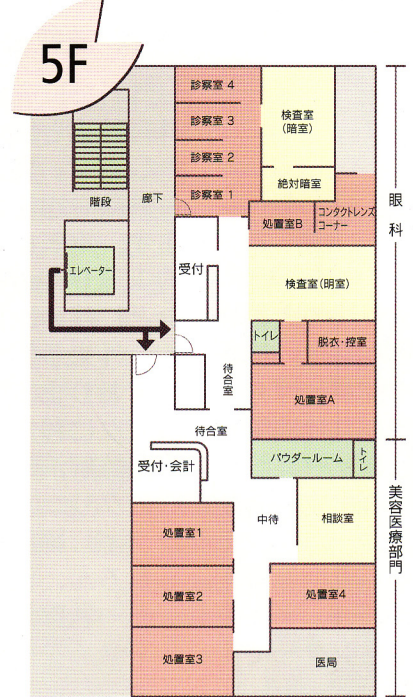 5F
診察室 4
診察室 3
診察室 2
診察室 1
検査室
(暗室)
絶対暗室
処置室B
コンタクトレンズ
コーナー
眼科
廊下
階段
エレベーター
受付
検査室(明室)
トイレ
脱衣・控室
待合室
処置室A
待合室
受付・会計
パウダールーム
トイレ
美容医療部門
中待
相談室
処置室1
処置室2
処置室3
処置室4
医局